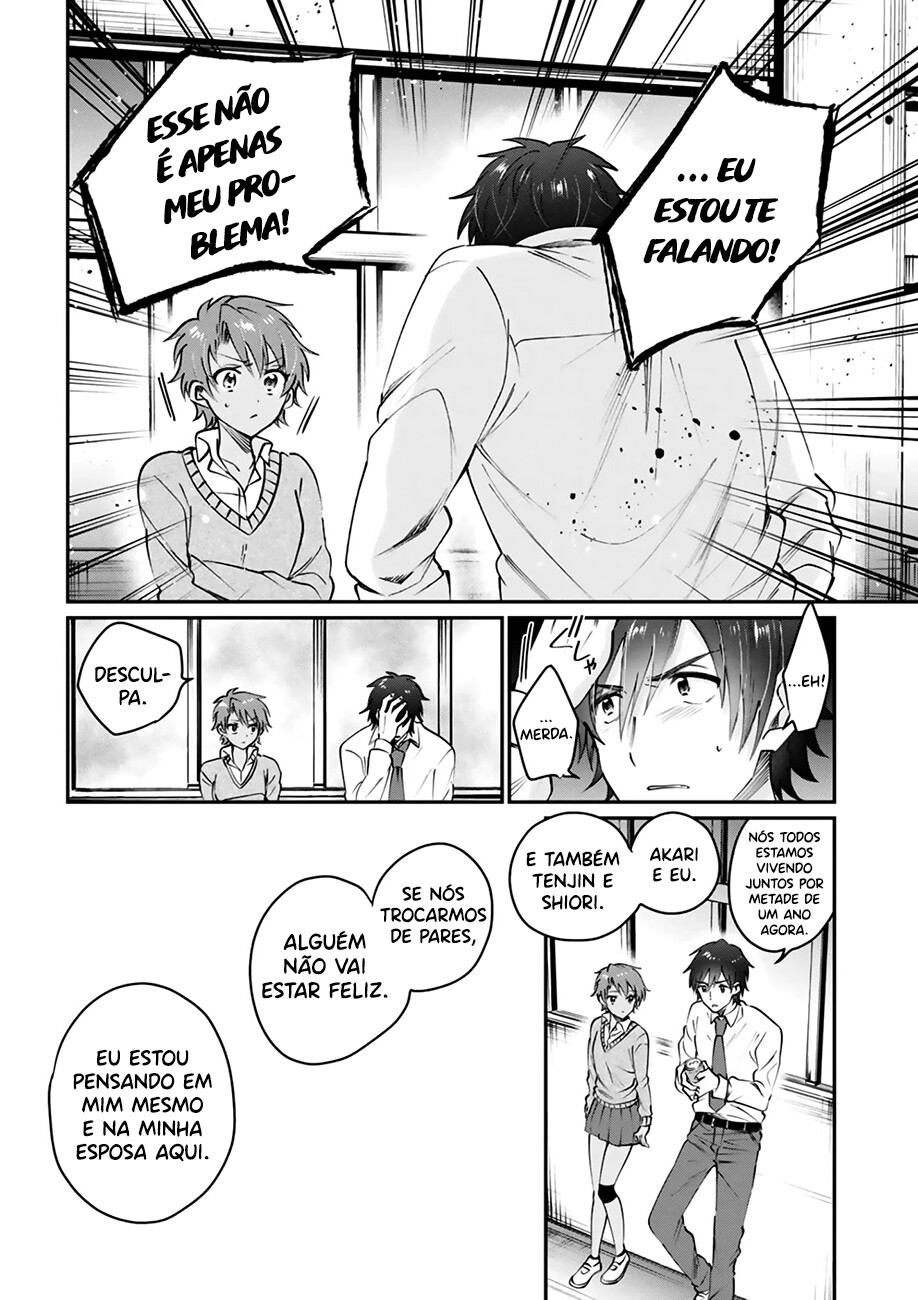 ... EU
ESTOU TE
FALANDO!
ESSE NÃO
É APENAS
MEU PRO-
BLEMA!
...EH!
...
MERDA.
DESCUL-
PA.
NÓS TODOS
ESTAMOS
VIVENDO
JUNTOS POR
METADE DE
UM ANO
AGORA.
AKARI
E EU.
E TAMBÉM
TENJIN E
SHIORI.
SE NÓS
TROCARMOS
DE PARES,
ALGUÉM
NÃO VAI
ESTAR FELIZ.
EU ESTOU
PENSANDO EM
MIM MESMO
E NA MINHA
ESPOSA AQUI.